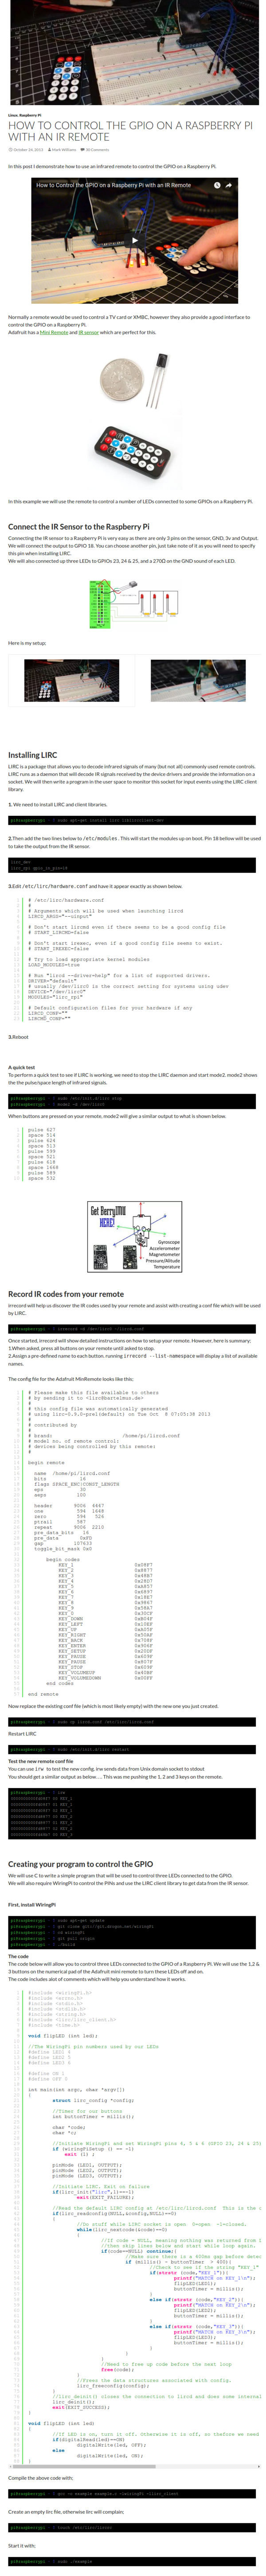 Linux, Raspberry Pi
HOW TO CONTROL THE GPIO ON A RASPBERRY PI
WITH AN IR REMOTE
October 14, 2013 Mark Williams 30 Comments
In this post I demonstrate how to use an infrared remote to control the GPIO on a Raspberry Pi.
How to Control the GPIO on a Raspberry Pi with an IR Remote
Normally a remote would be used to control a TV card or XMBC, however they also provide a good interface to
control the GPIO on a Raspberry Pi.
Adafruit has a Mini Remote and IR sensor which are perfect for this.
In this example we will use the remote to control a number of LEDs connected to some GPIOs on a Raspberry Pi.
Connect the IR Sensor to the Raspberry Pi
Connecting the IR sensor to a Raspberry Pi is very easy as there are only 3 pins on the sensor, GND, 3v and Output.
We will connect the output to GPIO 18. You can choose another pin, just take note of it as you will need to specify
this pin when installing LIRC.
We will also connected up three LEDs to GPIOs 23, 24 & 25, and a 270Ω on the GND sound of each LED.
Here is my setup;
Installing LIRC
LIRC is a package that allows you to decode infrared signals of many (but not all) commonly used remote controls.
LIRC runs as a daemon that will decode IR signals received by the device drivers and provide the information on a
socket. We will then write a program in the user space to monitor this socket for input events using the LIRC client
library.
1. We need to install LIRC and client libraries.
pi@raspberrypi ~ $ sudo apt-get install lirc liblircclient-dev
2.Then add the two lines below to /etc/modules . This will start the modules up on boot. Pin 18 bellow will be used
to take the output from the IR sensor.
lirc_dev
lirc_rpi gpio_in_pin=18
3.Edit /etc/lirc/hardware.conf and have it appear exactly as shown below.
# /etc/lirc/hardware.conf
#
# Arguments which will be used when launching lircd
LIRCD_ARGS="--uinput"
# Don't start lircmd even if there seems to be a good config file
# START_LIRCMD=false
# Don't start irexec, even if a good config file seems to exist.
# START_IREXEC=false
# Try to load appropriate kernel modules
LOAD_MODULES=true
# Run "lircd --driver=help" for a list of supported drivers.
DRIVER="default"
# usually /dev/lirc0 is the correct setting for systems using udev
DEVICE="/dev/lirc0"
MODULES="lirc_rpi"
# Default configuration files for your hardware if any
LIRCD_CONF=""
LIRCMD_CONF=""
3.Reboot
A quick test
To perform a quick test to see if LIRC is working, we need to stop the LIRC daemon and start mode2. mode2 shows
the the pulse/space length of infrared signals.
pi@raspberrypi ~ $ sudo /etc/init.d/lirc stop
pi@raspberrypi ~ $ mode2 -d /dev/lirc0
When buttons are pressed on your remote, mode2 will give a similar output to what is shown below.
pulse 627
space 514
pulse 624
space 513
pulse 599
space 521
pulse 618
space 1668
pulse 589
space 532
Get BerryIMU
HERE!
Gyroscope
Accelerometer
Magnetometer
Pressure/Altitude
Temperature
Record IR codes from your remote
irrecord will help us discover the IR codes used by your remote and assist with creating a conf file which will be used
by LIRC.
pi@raspberrypi ~ $ irrecord -d /dev/lirc0 ~/lircd.conf
Once started, irrecord will show detailed instructions on how to setup your remote. However, here is summary:
1.When asked, press all buttons on your remote until asked to stop.
2.Assign a pre-defined name to each button. running irrecord --list-namespace will display a list of available
names.
The config file for the Adafruit MiniRemote looks like this;
# Please make this file available to others
# by sending it to <lirc@bartelmus.de>
#
# this config file was automatically generated
# using lirc-0.9.0-pre1(default) on Tue Oct 8 07:05:38 2013
#
# contributed by
#
# brand: /home/pi/lircd.conf
# model no. of remote control:
# devices being controlled by this remote:
#
begin remote
name /home/pi/lircd.conf
bits 16
flags SPACE_ENC|CONST_LENGTH
eps 30
aeps 100
header 9006 4447
one 594 1648
zero 594 526
ptrail 587
repeat 9006 2210
pre_data_bits 16
pre_data 0xFD
gap 107633
toggle_bit_mask 0x0
begin codes
KEY_1 0x08F7
KEY_2 0x8877
KEY_3 0x48B7
KEY_4 0x28D7
KEY_5 0xA857
KEY_6 0x6897
KEY_7 0x18E7
KEY_8 0x9867
KEY_9 0x58A7
KEY_0 0x30CF
KEY_DOWN 0xB04F
KEY_LEFT 0x10EF
KEY_UP 0xA05F
KEY_RIGHT 0x50AF
KEY_BACK 0x708F
KEY_ENTER 0x906F
KEY_SETUP 0x20DF
KEY_PAUSE 0x609F
KEY_PAUSE 0x807F
KEY_STOP 0x609F
KEY_VOLUMEUP 0x40BF
KEY_VOLUMEDOWN 0x00FF
end codes
end remote
Now replace the existing conf file (which is most likely empty) with the new one you just created.
pi@raspberrypi ~ $ sudo cp lircd.conf /etc/lirc/lircd.conf
Restart LIRC
pi@raspberrypi ~ $ sudo /etc/init.d/lirc restart
Test the new remote conf file
You can use irw to test the new config. irw sends data from Unix domain socket to stdout
You should get a similar output as below.... This was me pushing the 1, 2 and 3 keys on the remote.
pi@raspberrypi ~ $ irw
Creating your program to control the GPIO
We will use C to write a simple program that will be used to control three LEDs connected to the GPIO.
We will also require WiringPi to control the PINs and use the LIRC client library to get data from the IR sensor.
First, install WiringPi
pi@raspberrypi ~ $ sudo apt-get update
pi@raspberrypi ~ $ git clone git://git.drogon.net/wiringPi
pi@raspberrypi ~ $ git pull origin
pi@raspberrypi ~ $ ./build
The code
The code below will allow you to control three LEDs connected to the GPIO of a Raspberry Pi. We will use the 1,2 &
3 buttons on the numerical pad of the Adafruit mini remote to turn these LEDs off and on.
The code includes alot of comments which will help you understand how it works.
#include <wiringPi.h>
#include <errno.h>
#include <stdio.h>
#include <stdlib.h>
#include <string.h>
#include <lirc/lirc_client.h>
#include <time.h>
void flipLED (int led);
//The WiringPi pin numbers used by our LEDs
#define LED1 4
#define LED2 5
#define LED3 6
#define ON 1
#define OFF 0
int main(int argc, char *argv[])
{
struct lirc_config *config;
//Timer for our buttons
int buttonTimer = millis();
char *code;
char *c;
//Initiate WiringPi and set WiringPi pins 4, 5 & 6 (GPIO 23, 24 & 25)
if (wiringPiSetup () == -1)
exit (1) ;
pinMode (LED1, OUTPUT);
pinMode (LED2, OUTPUT);
pinMode (LED3, OUTPUT);
//Initiate LIRC. Exit on failure
if(lirc_init("lirc",1)==-1)
exit(EXIT_FAILURE);
//Read the default LIRC config at /etc/lirc/lircd.conf This is the
if(lirc_readconfig(NULL,&config,NULL)==0)
{
//Do stuff while LIRC socket is open 0=open -1=closed.
while(lirc_nextcode(&code)==0)
{
//If code = NULL, meaning nothing was returned from
//then skip lines below and start while loop again.
if(code==NULL) continue;{
//Make sure there is a 400ms gap before
if (millis() - buttonTimer > 400){
//Check to see if the string "KEY_1"
if(strstr (code,"KEY_1")){
printf("MATCH on KEY_1\n");
flipLED(LED1);
buttonTimer = millis();
}
else if(strstr (code,"KEY_2")){
printf("MATCH on KEY_2\n");
flipLED(LED2);
buttonTimer = millis();
}
else if(strstr (code,"KEY_3")){
printf("MATCH on KEY_3\n");
flipLED(LED3);
buttonTimer = millis();
}
}
}
//Need to free up code before the next loop
free(code);
}
//Frees the data structures associated with config.
lirc_freeconfig(config);
}
//lirc_deinit() closes the connection to lircd and does some internal
lirc_deinit();
exit(EXIT_SUCCESS);
}
void flipLED (int led)
{
//If LED is on, turn it off. Otherwise it is off, so thefore we need
if(digitalRead(led)==ON)
digitalWrite(led, OFF);
else
digitalWrite(led, ON);
}
Compile the above code with;
Create an empty lirc file, otherwise lirc will complain;
Start it with;